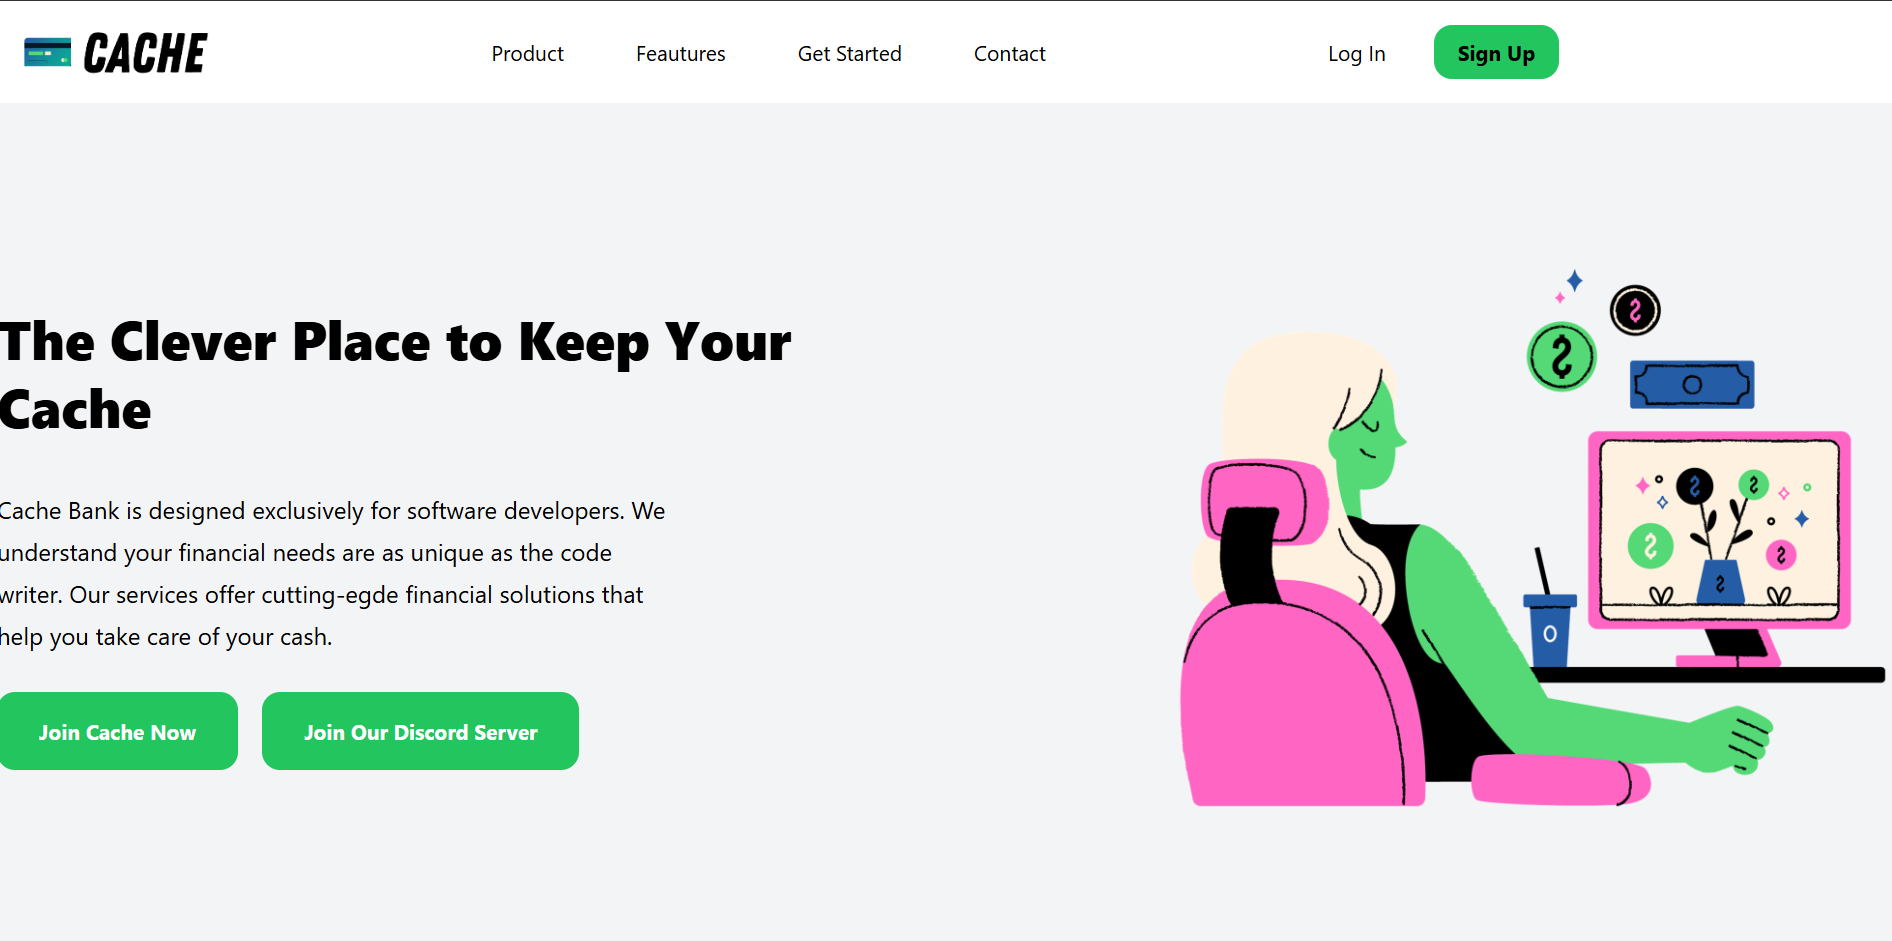 CACHE
Product
Feautures
Get Started
Contact
Log In
Sign Up
The Clever Place to Keep Your
Cache
Cache Bank is designed exclusively for software developers. We
understand your financial needs are as unique as the code
writer. Our services offer cutting-egde financial solutions that
help you take care of your cash.
Join Cache Now
Join Our Discord Server